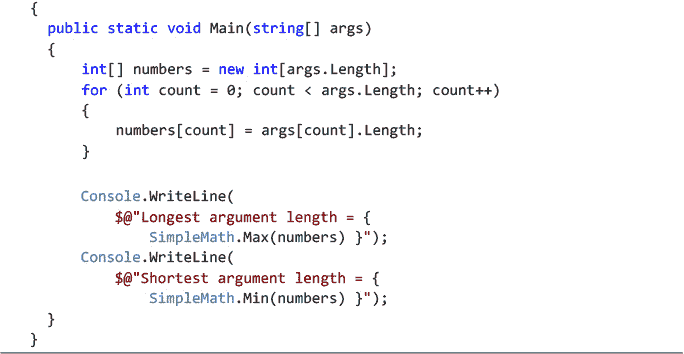 {
public static void Main(string[] args)
{
int[] numbers = new int[args.Length];
for (int count = 0; count < args.Length; count++)
{
numbers[count] = args[count].Length;
}
Console.WriteLine(
$@"Longest argument length = {
SimpleMath.Max(numbers) }");
Console.WriteLine(
$@"Shortest argument length = {
SimpleMath.Min(numbers) }");
}
}